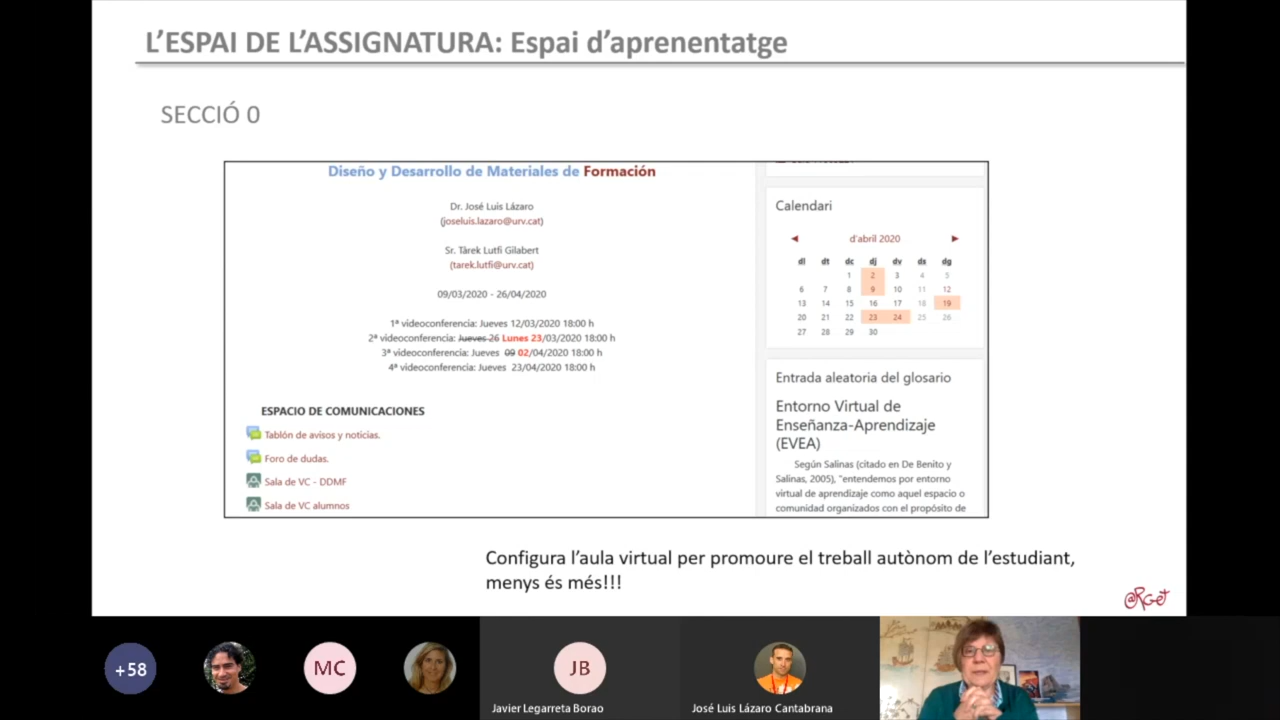 L'ESPAI DE L'ASSIGNATURA: Espai d'aprenentatge
SECCIÓ 0
Diseño y Desarrollo de Materiales de Formación
Dr. José Luis Lázaro
(joseluis.lazaro@urv.cat)
Sr. Tàrek Lutfi Gilabert
(tarek.lutfi@urv.cat)
09/03/2020 - 26/04/2020
1ª videoconferencia: Jueves 12/03/2020 18:00 h
2ª videoconferencia: Jueves 26 Lunes 23/03/2020 18:00 h
3ª videoconferencia: Jueves 09 02/04/2020 18:00 h
4ª videoconferencia: Jueves 23/04/2020 18:00 h
ESPACIO DE COMUNICACIONES
Tablón de avisos y noticias.
Foro de dudas.
Sala de VC - DDMF
Sala de VC alumnos
Calendari
◄ d'abril 2020 ►
dl dt dc dj dv ds dg
1 2 3 4 5
6 7 8 9 10 11 12
13 14 15 16 17 18 19
20 21 22 23 24 25 26
27 28 29 30
Entrada aleatoria del glosario
Entorno Virtual de
Enseñanza-Aprendizaje
(EVEA)
Según Salinas (citado en De Benito y
Salinas, 2005), "entendemos por entorno
virtual de aprendizaje como aquel espacio o
comunidad organizados con el propósito de
Configura l'aula virtual per promoure el treball autònom de l'estudiant,
menys és més!!!
@RGet
+58
MC
JB
Javier Legarreta Borao
José Luis Lázaro Cantabrana